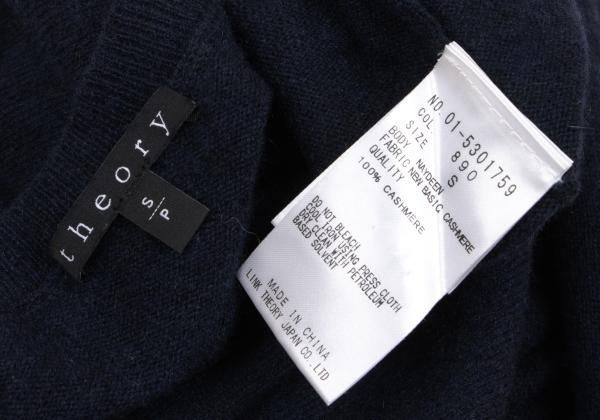 theory
S
P
NO. 01-5301759
COL. 890
SIZE S
BODY NAYDEEN
FABRIC NEW BASIC CASHMERE
QUALITY
100% CASHMERE
DO NOT BLEACH
COOL IRON USING PRESS CLOTH
DRY CLEAN WITH PETROLEUM
BASED SOLVENT
MADE IN CHINA
LINK THEORY JAPAN CO.,LTD